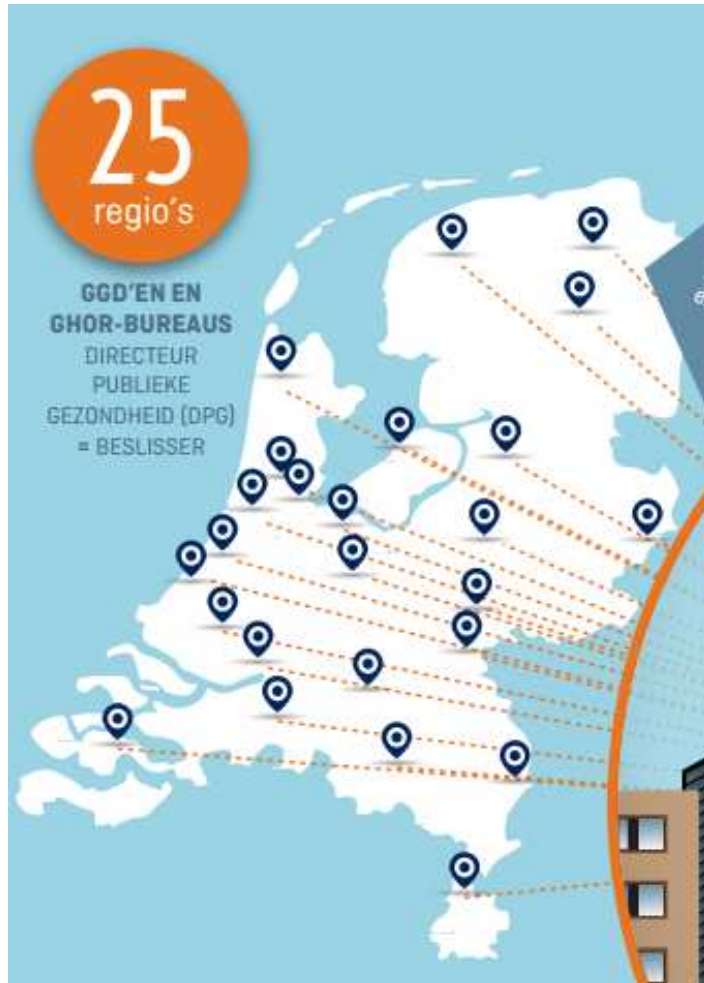 25
regio's
GGD'EN EN
GHOR-BUREAUS
DIRECTEUR
PUBLIEKE
GEZONDHEID (DPG)
= BESLISSER